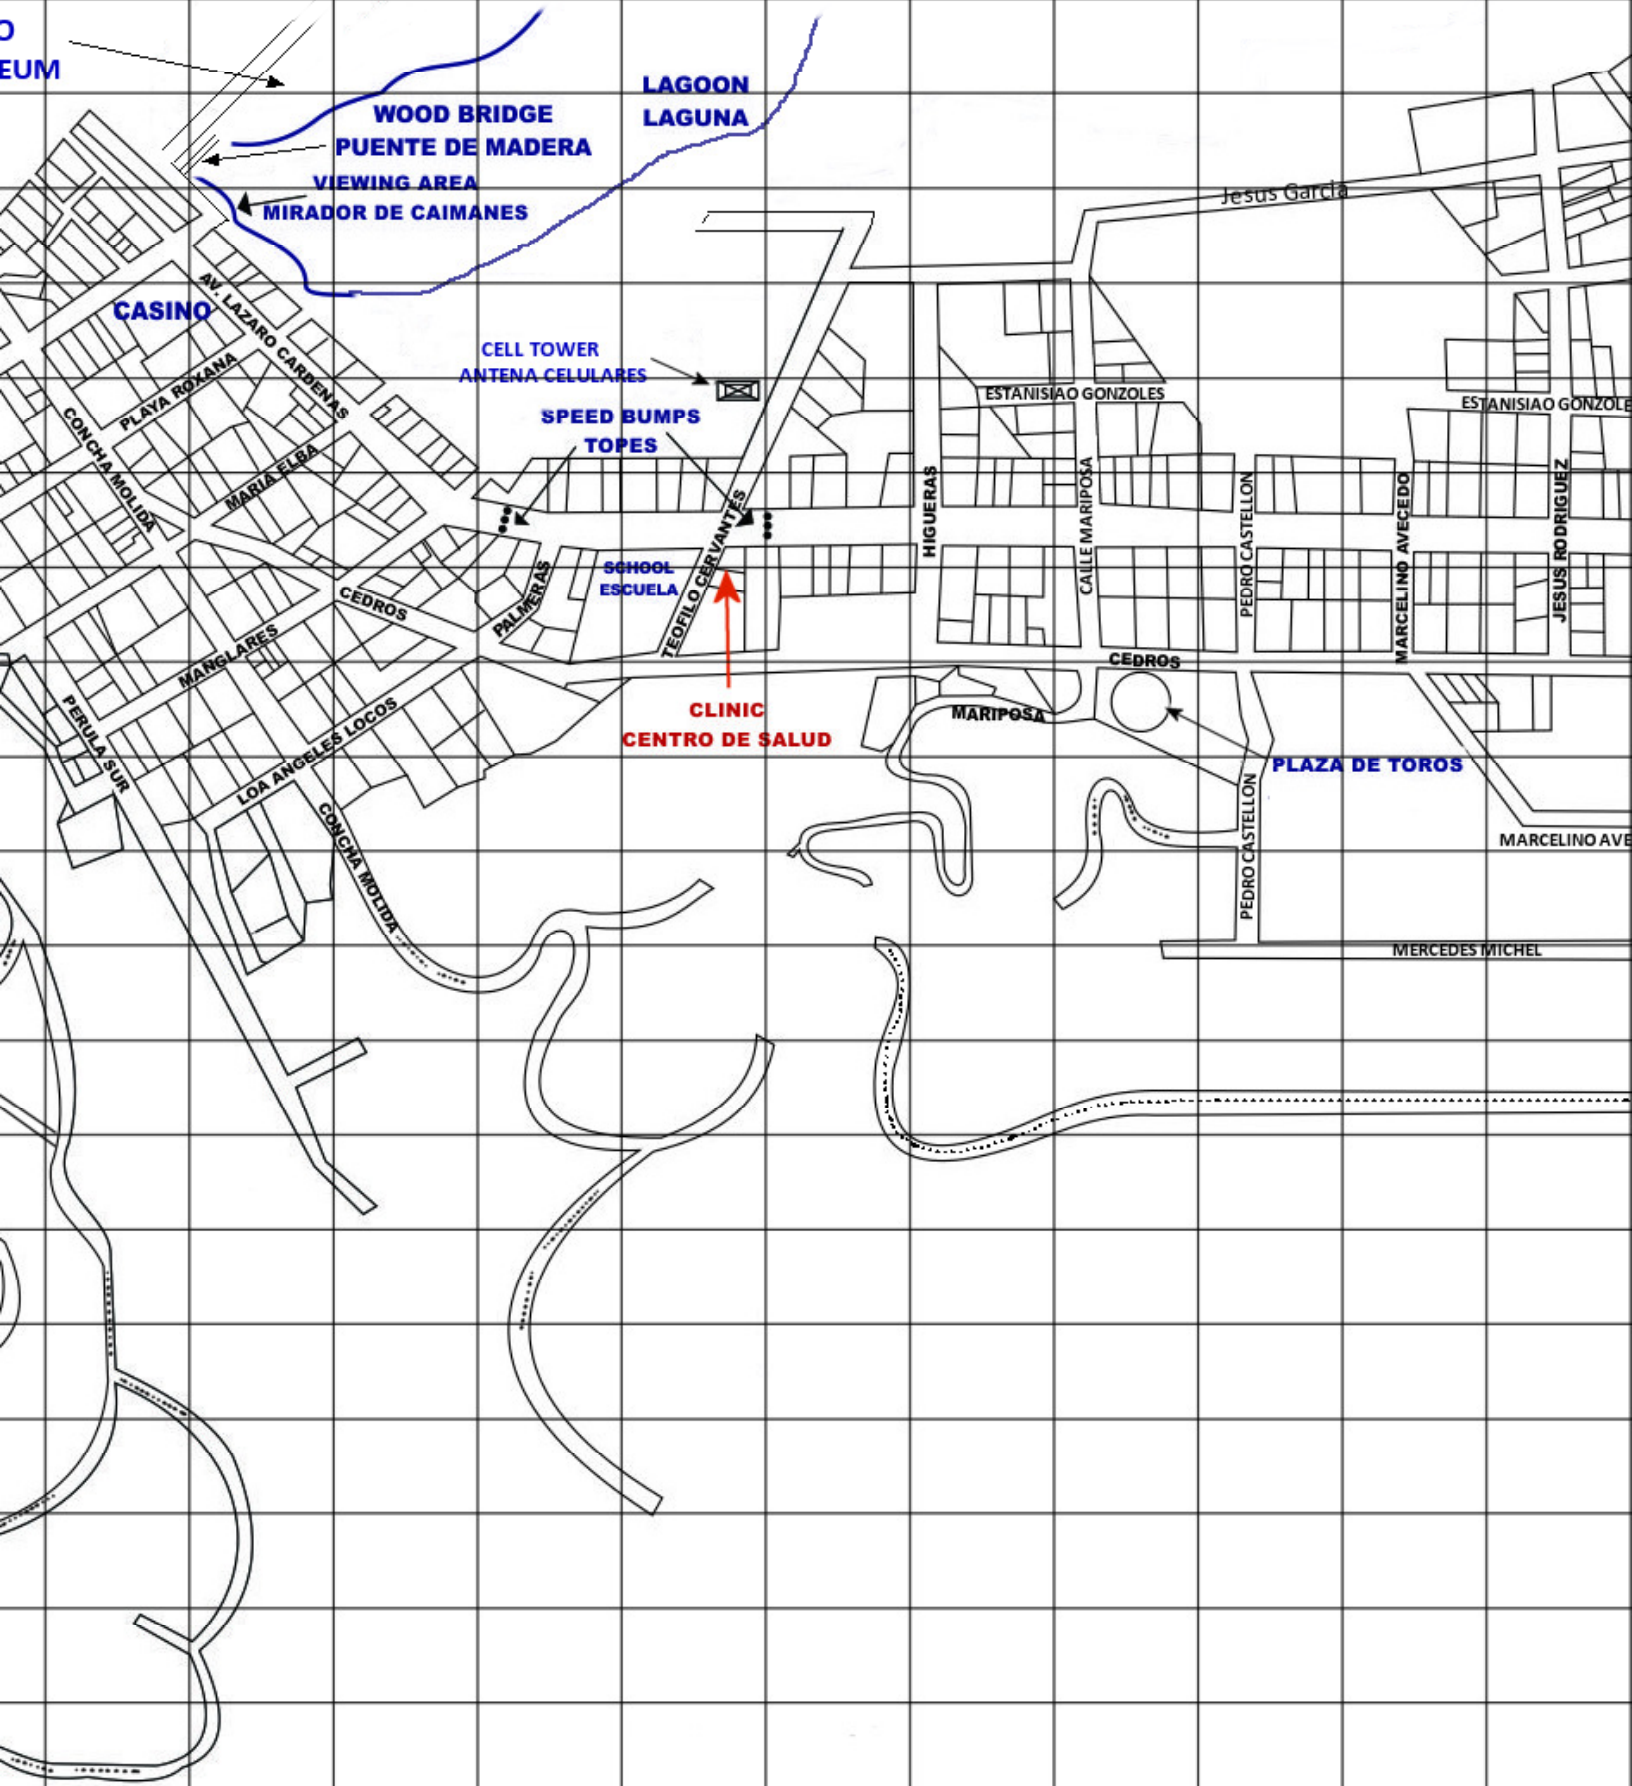 O
EUM
LAGOON
LAGUNA
WOOD BRIDGE
PUENTE DE MADERA
VIEWING AREA
MIRADOR DE CAIMANES
Jesus Garcia
CASINO
AV. LAZARO CARDENAS
PLAYA ROXANA
CONCHA MOLIDA
MARIA ELBA
CELL TOWER
ANTENA CELULARES
SPEED BUMPS
TOPES
ESTANISIAO GONZOLES
ESTANISIAO GONZOLE
HIGUERAS
CALLE MARIPOSA
PEDRO CASTELLON
MARCELINO AVECEDO
JESUS RODRIGUEZ
SCHOOL
ESCUELA
TEOFILO CERVANTES
PALMERAS
CEDROS
MANGLARES
PERULA SUR
LOA ANGELES LOCOS
CONCHA MOLIDA
CLINIC
CENTRO DE SALUD
CEDROS
MARIPOSA
PLAZA DE TOROS
PEDRO CASTELLON
MARCELINO AVE
MERCEDES MICHEL